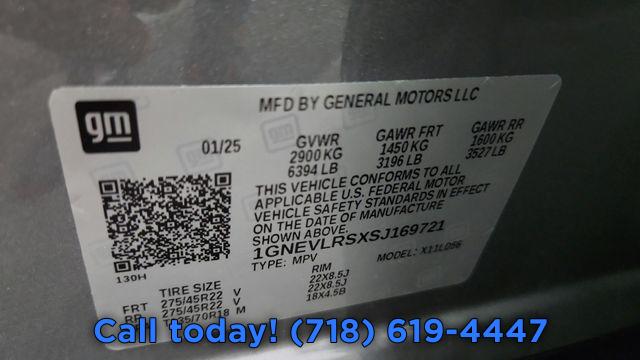 gm
MFD BY GENERAL MOTORS LLC
01/25
GVWR GAWR FRT GAWR RR
2900 KG 1450 KG 1600 KG
6394 LB 3196 LB 3527 LB
THIS VEHICLE CONFORMS TO ALL
APPLICABLE U.S. FEDERAL MOTOR
VEHICLE SAFETY STANDARDS IN EFFECT
ON THE DATE OF MANUFACTURE
SHOWN ABOVE.
1GNEVLRSXSJ169721
TYPE: MPV MODEL: X11LD56
130H
TIRE SIZE RIM
FRT 275/45R22 V 22X8.5J
RR 275/45R22 V 22X8.5J
35/70R18 M 18X4.5B
Call today! (718) 619-4447